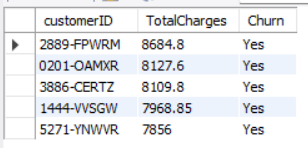 customerID TotalCharges Churn
2889-FPWRM 8684.8 Yes
0201-OAMXR 8127.6 Yes
3886-CERTZ 8109.8 Yes
1444-VVSGW 7968.85 Yes
5271-YNWVR 7856 Yes